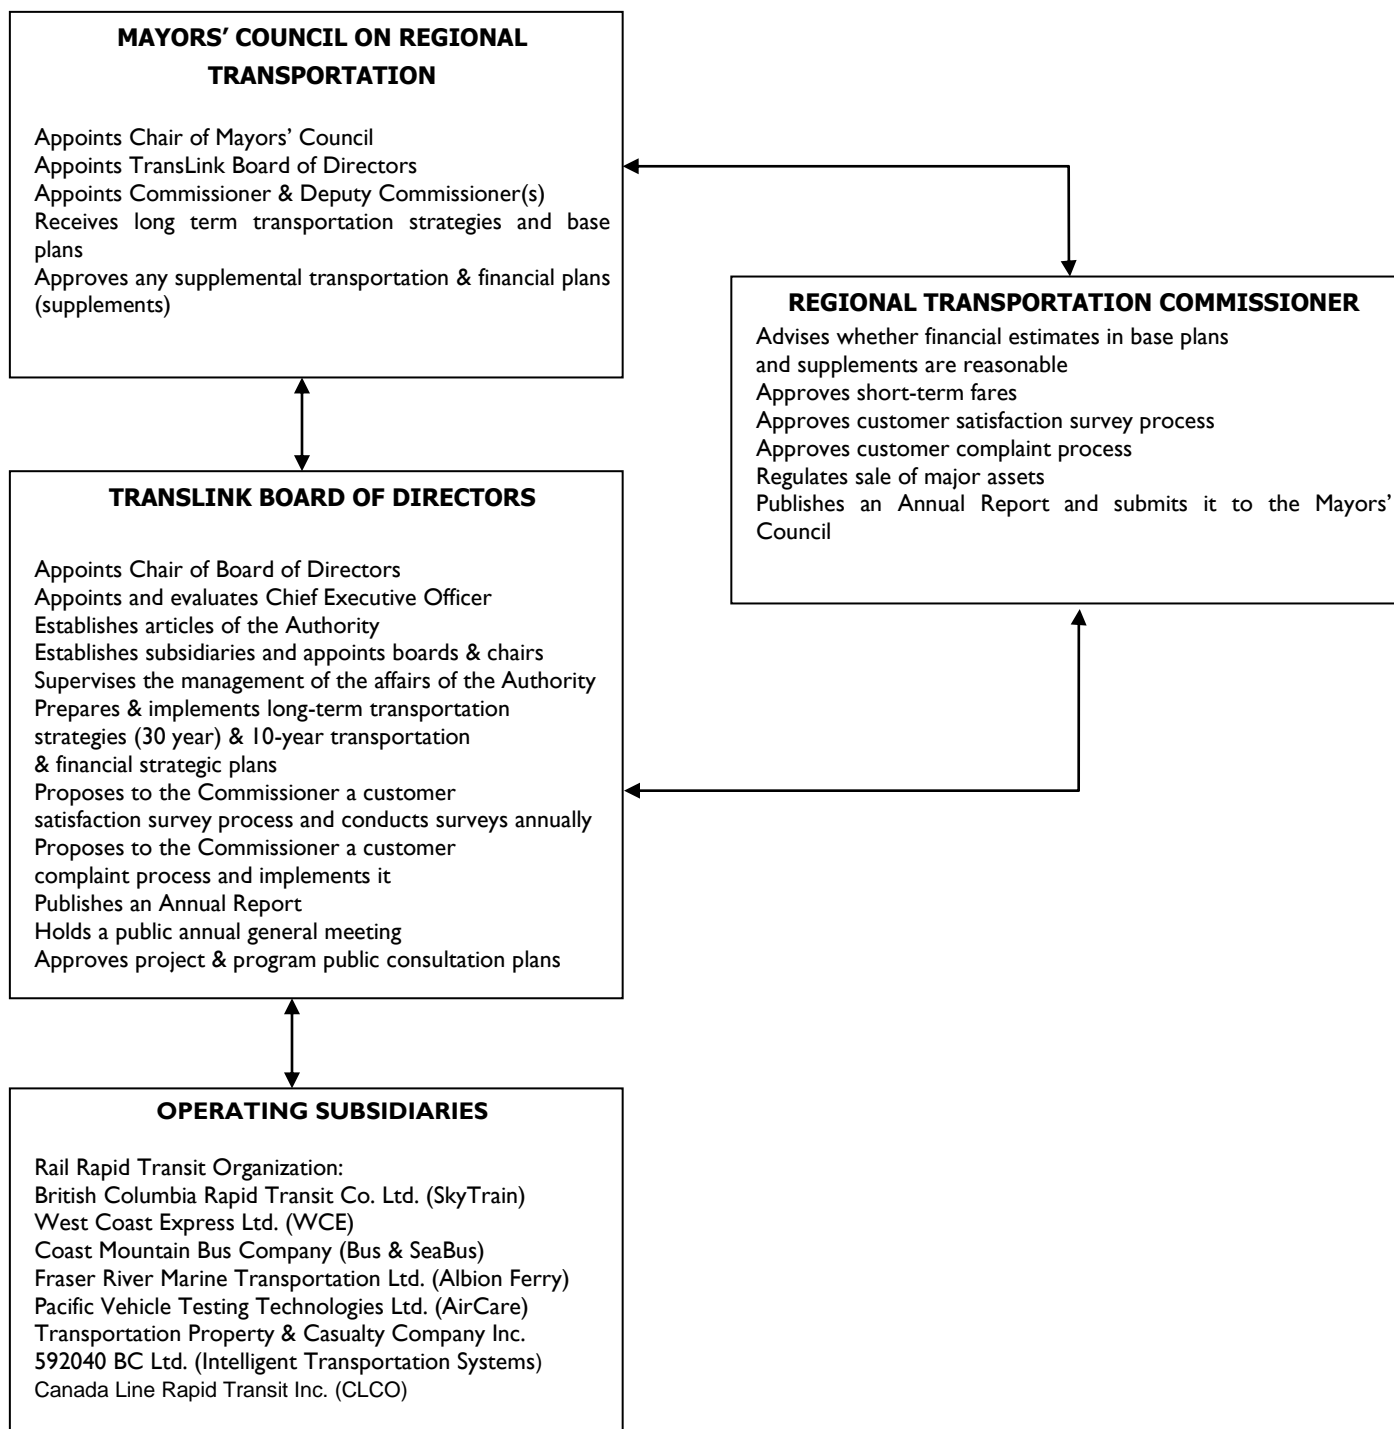 MAYORS’ COUNCIL ON REGIONAL
TRANSPORTATION
Appoints Chair of Mayors’ Council
Appoints TransLink Board of Directors
Appoints Commissioner & Deputy Commissioner(s)
Receives long term transportation strategies and base
plans
Approves any supplemental transportation & financial plans
(supplements)
REGIONAL TRANSPORTATION COMMISSIONER
Advises whether financial estimates in base plans
and supplements are reasonable
Approves short-term fares
Approves customer satisfaction survey process
Approves customer complaint process
Regulates sale of major assets
Publishes an Annual Report and submits it to the Mayors’
Council
TRANSLINK BOARD OF DIRECTORS
Appoints Chair of Board of Directors
Appoints and evaluates Chief Executive Officer
Establishes articles of the Authority
Establishes subsidiaries and appoints boards & chairs
Supervises the management of the affairs of the Authority
Prepares & implements long-term transportation
strategies (30 year) & 10-year transportation
& financial strategic plans
Proposes to the Commissioner a customer
satisfaction survey process and conducts surveys annually
Proposes to the Commissioner a customer
complaint process and implements it
Publishes an Annual Report
Holds a public annual general meeting
Approves project & program public consultation plans
OPERATING SUBSIDIARIES
Rail Rapid Transit Organization:
British Columbia Rapid Transit Co. Ltd. (SkyTrain)
West Coast Express Ltd. (WCE)
Coast Mountain Bus Company (Bus & SeaBus)
Fraser River Marine Transportation Ltd. (Albion Ferry)
Pacific Vehicle Testing Technologies Ltd. (AirCare)
Transportation Property & Casualty Company Inc.
592040 BC Ltd. (Intelligent Transportation Systems)
Canada Line Rapid Transit Inc. (CLCO)